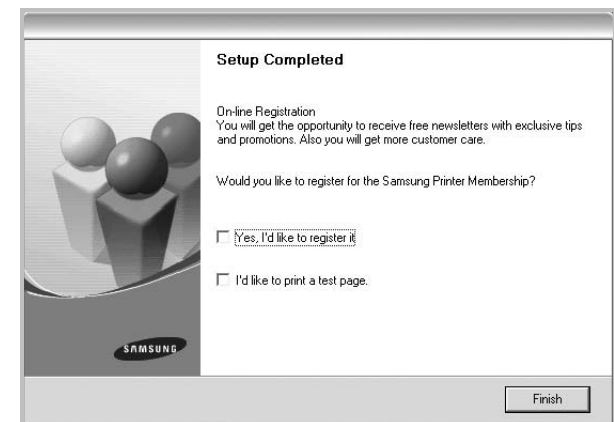 Setup Completed
On-line Registration
You will get the opportunity to receive free newsletters with exclusive tips
and promotions. Also you will get more customer care.
Would you like to register for the Samsung Printer Membership?
Yes, I'd like to register it
I'd like to print a test page.
SAMSUNG
Finish